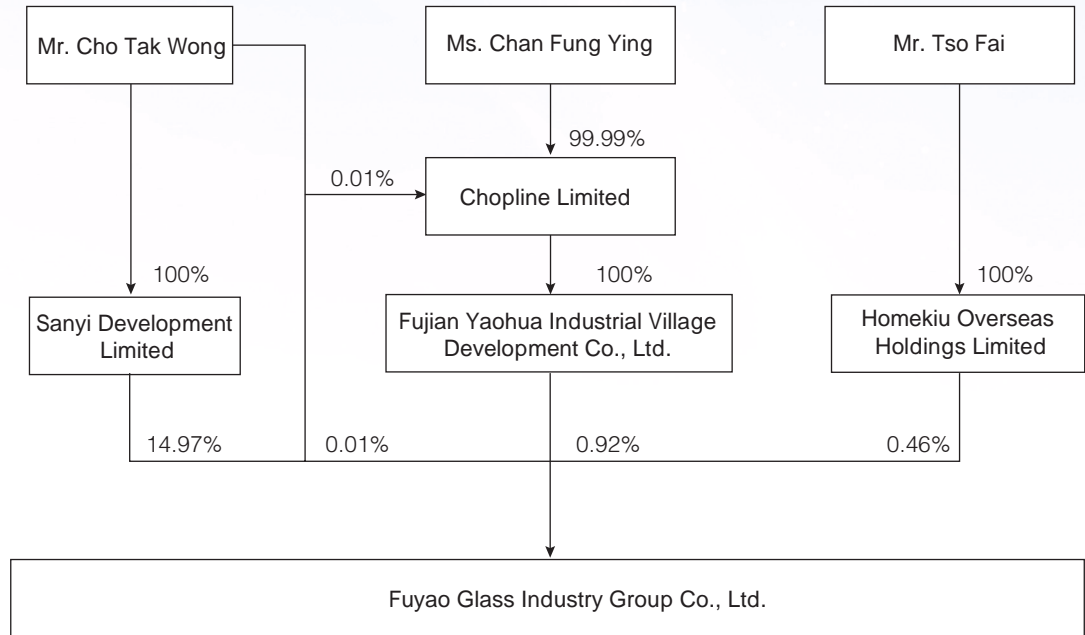 Mr. Cho Tak Wong
Ms. Chan Fung Ying
Mr. Tso Fai
99.99%
0.01%
Chopline Limited
100%
100%
100%
Sanyi Development
Limited
Fujian Yaohua Industrial Village
Development Co., Ltd.
Homekiu Overseas
Holdings Limited
14.97%
0.01%
0.92%
0.46%
Fuyao Glass Industry Group Co., Ltd.